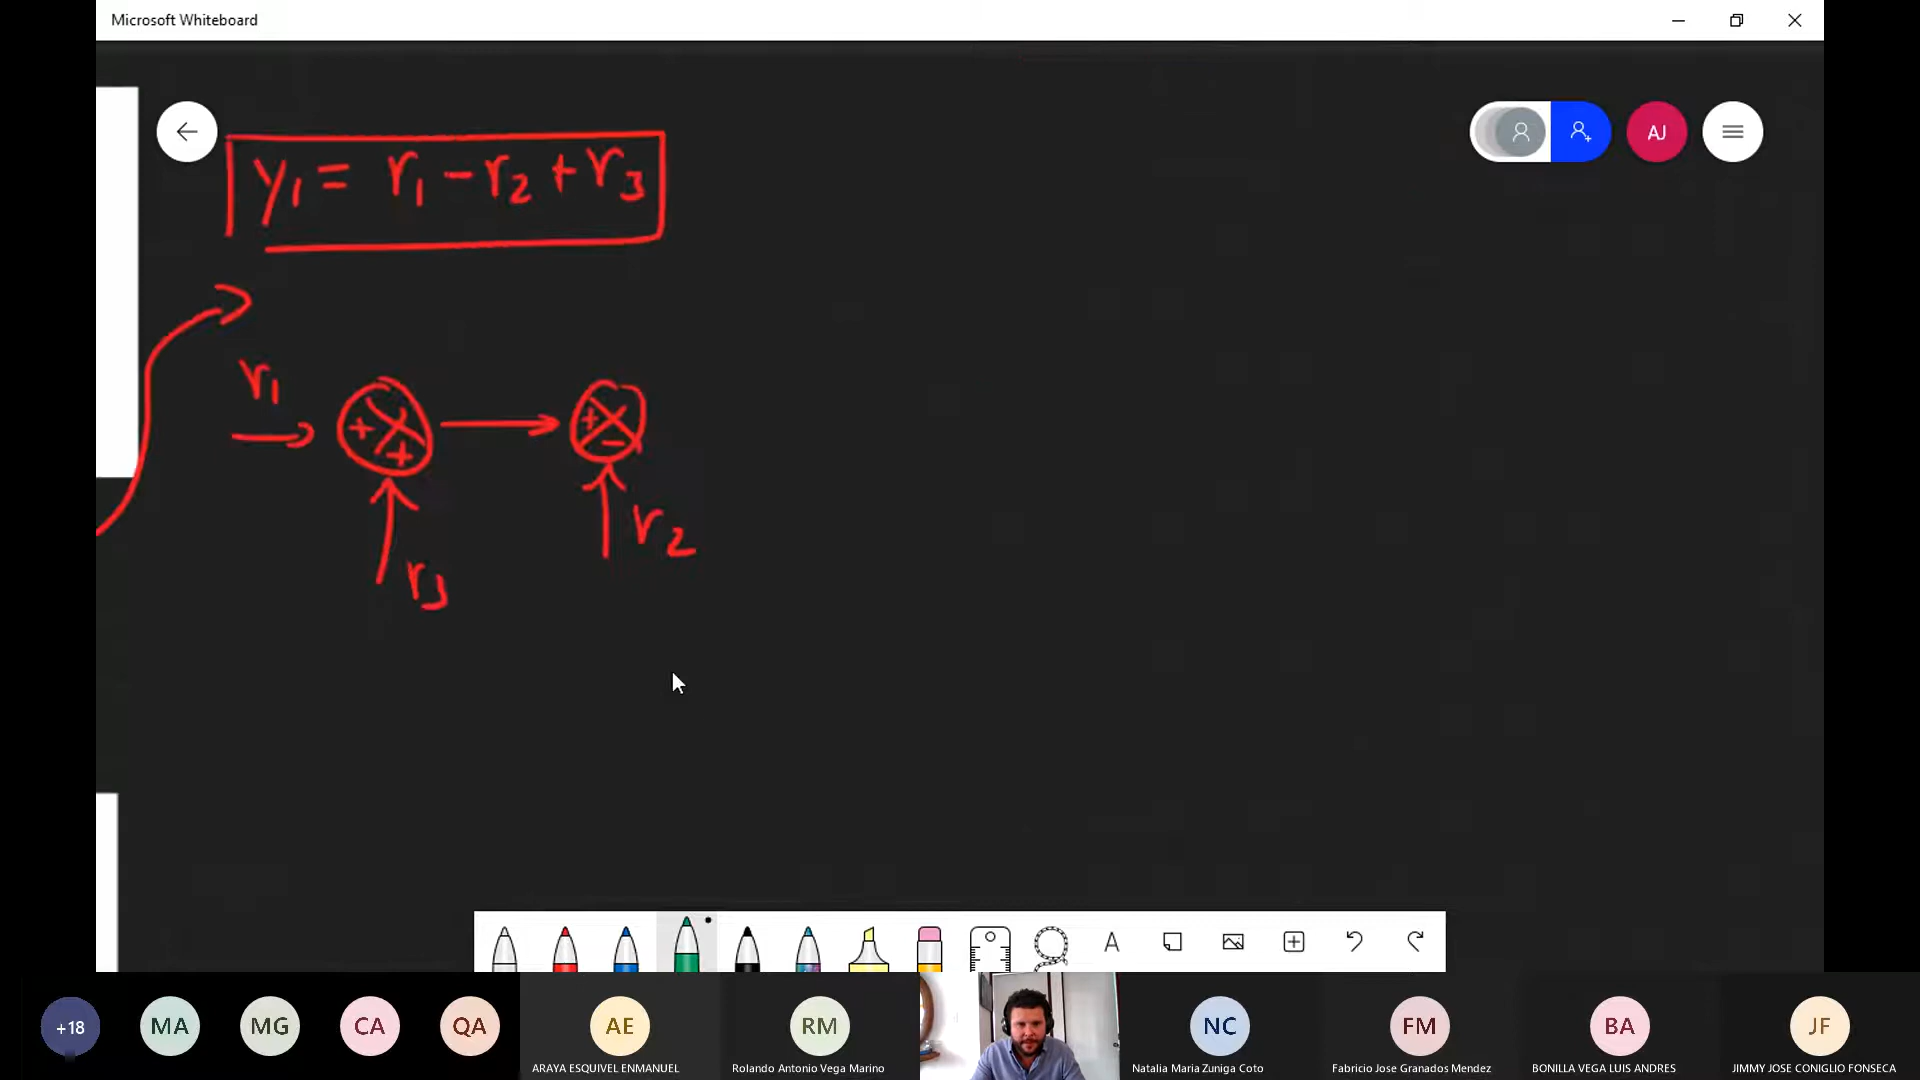 Microsoft Whiteboard
AJ
y1 = r1 - r2 + r3
r1
+ +
+ -
r2
r3
A
+18
MA
MG
CA
QA
AE
RM
NC
FM
BA
JF
ARAYA ESQUIVEL ENMANUEL
Rolando Antonio Vega Marino
Natalia Maria Zuniga Coto
Fabricio Jose Granados Mendez
BONILLA VEGA LUIS ANDRES
JIMMY JOSE CONIGLIO FONSECA